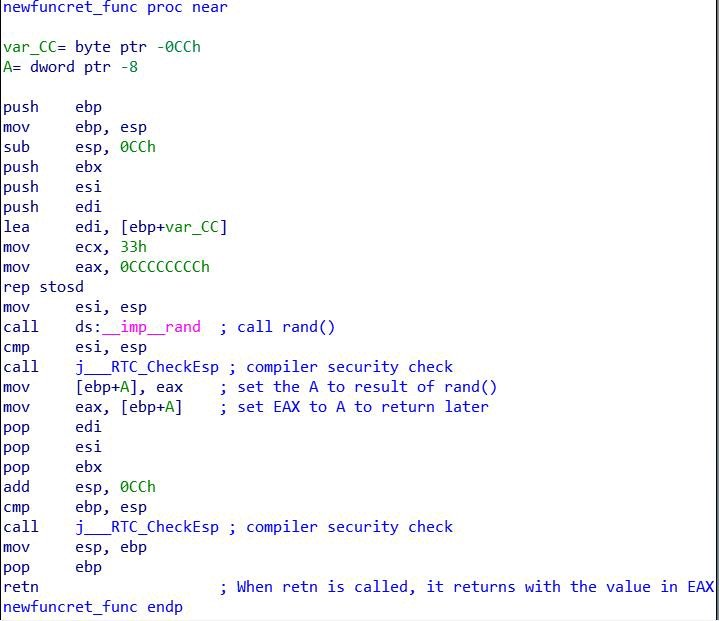 newfuncret_func proc near
var_CC= byte ptr -0CCh
A= dword ptr -8
push    ebp
mov     ebp, esp
sub     esp, 0CCh
push    ebx
push    esi
push    edi
lea     edi, [ebp+var_CC]
mov     ecx, 33h
mov     eax, 0CCCCCCCCh
rep stosd
mov     esi, esp
call    ds:__imp__rand  ; call rand()
cmp     esi, esp
call    j___RTC_CheckEsp ; compiler security check
mov     [ebp+A], eax    ; set the A to result of rand()
mov     eax, [ebp+A]    ; set EAX to A to return later
pop     edi
pop     esi
pop     ebx
add     esp, 0CCh
cmp     ebp, esp
call    j___RTC_CheckEsp ; compiler security check
mov     esp, ebp
pop     ebp
retn                    ; When retn is called, it returns with the value in EAX
newfuncret_func endp